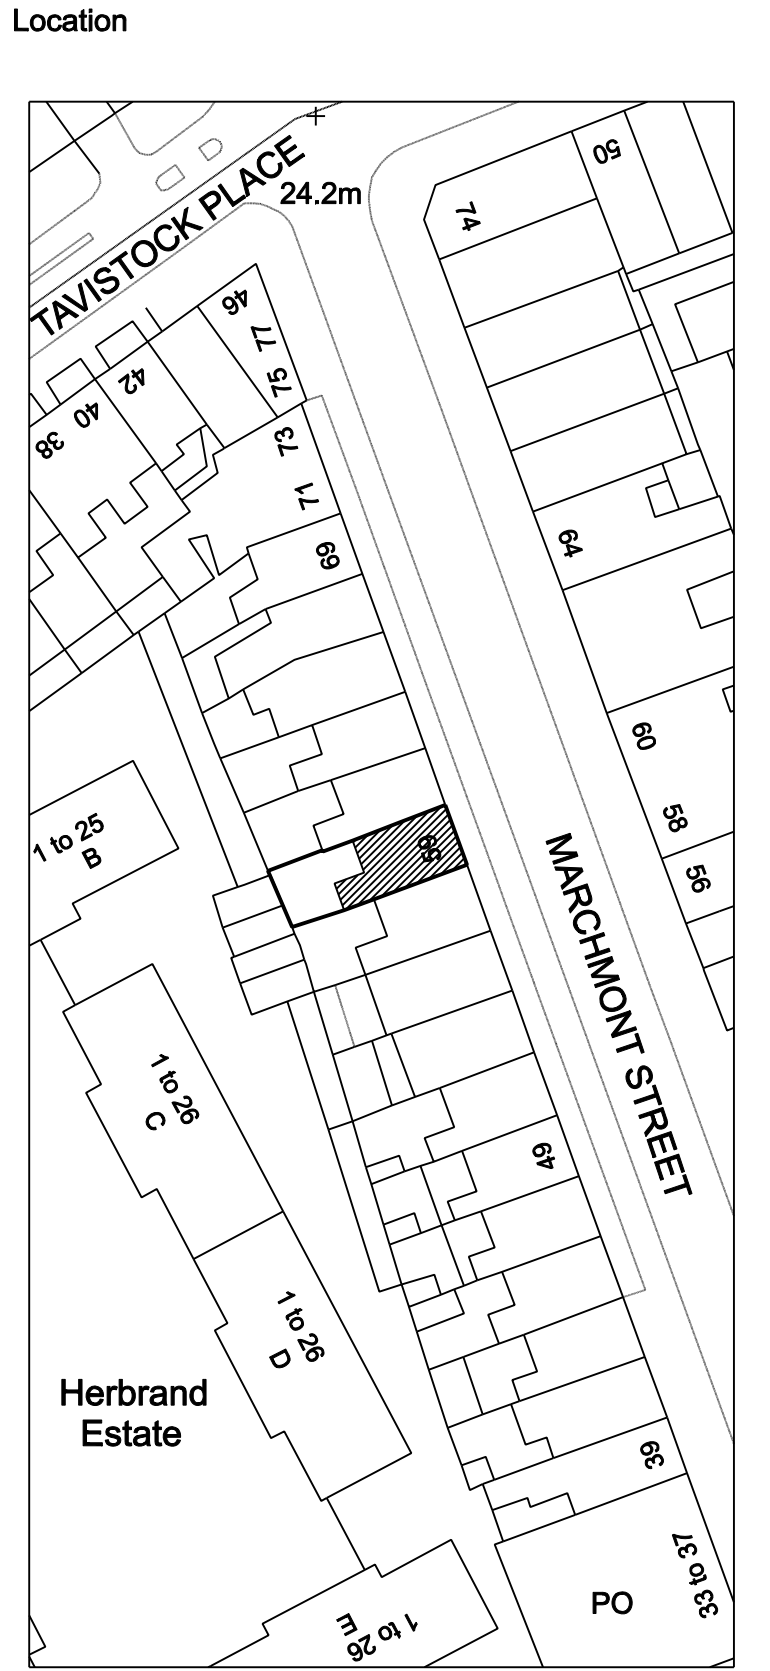 Location
50
TAVISTOCK PLACE
24.2m
74
46
77
75
42
40
38
73
71
69
64
60
58
56
1 to 25
B
59
MARCHMONT STREET
1 to 26
C
49
1 to 26
D
Herbrand
Estate
39
33 to 37
PO
1 to 26
E